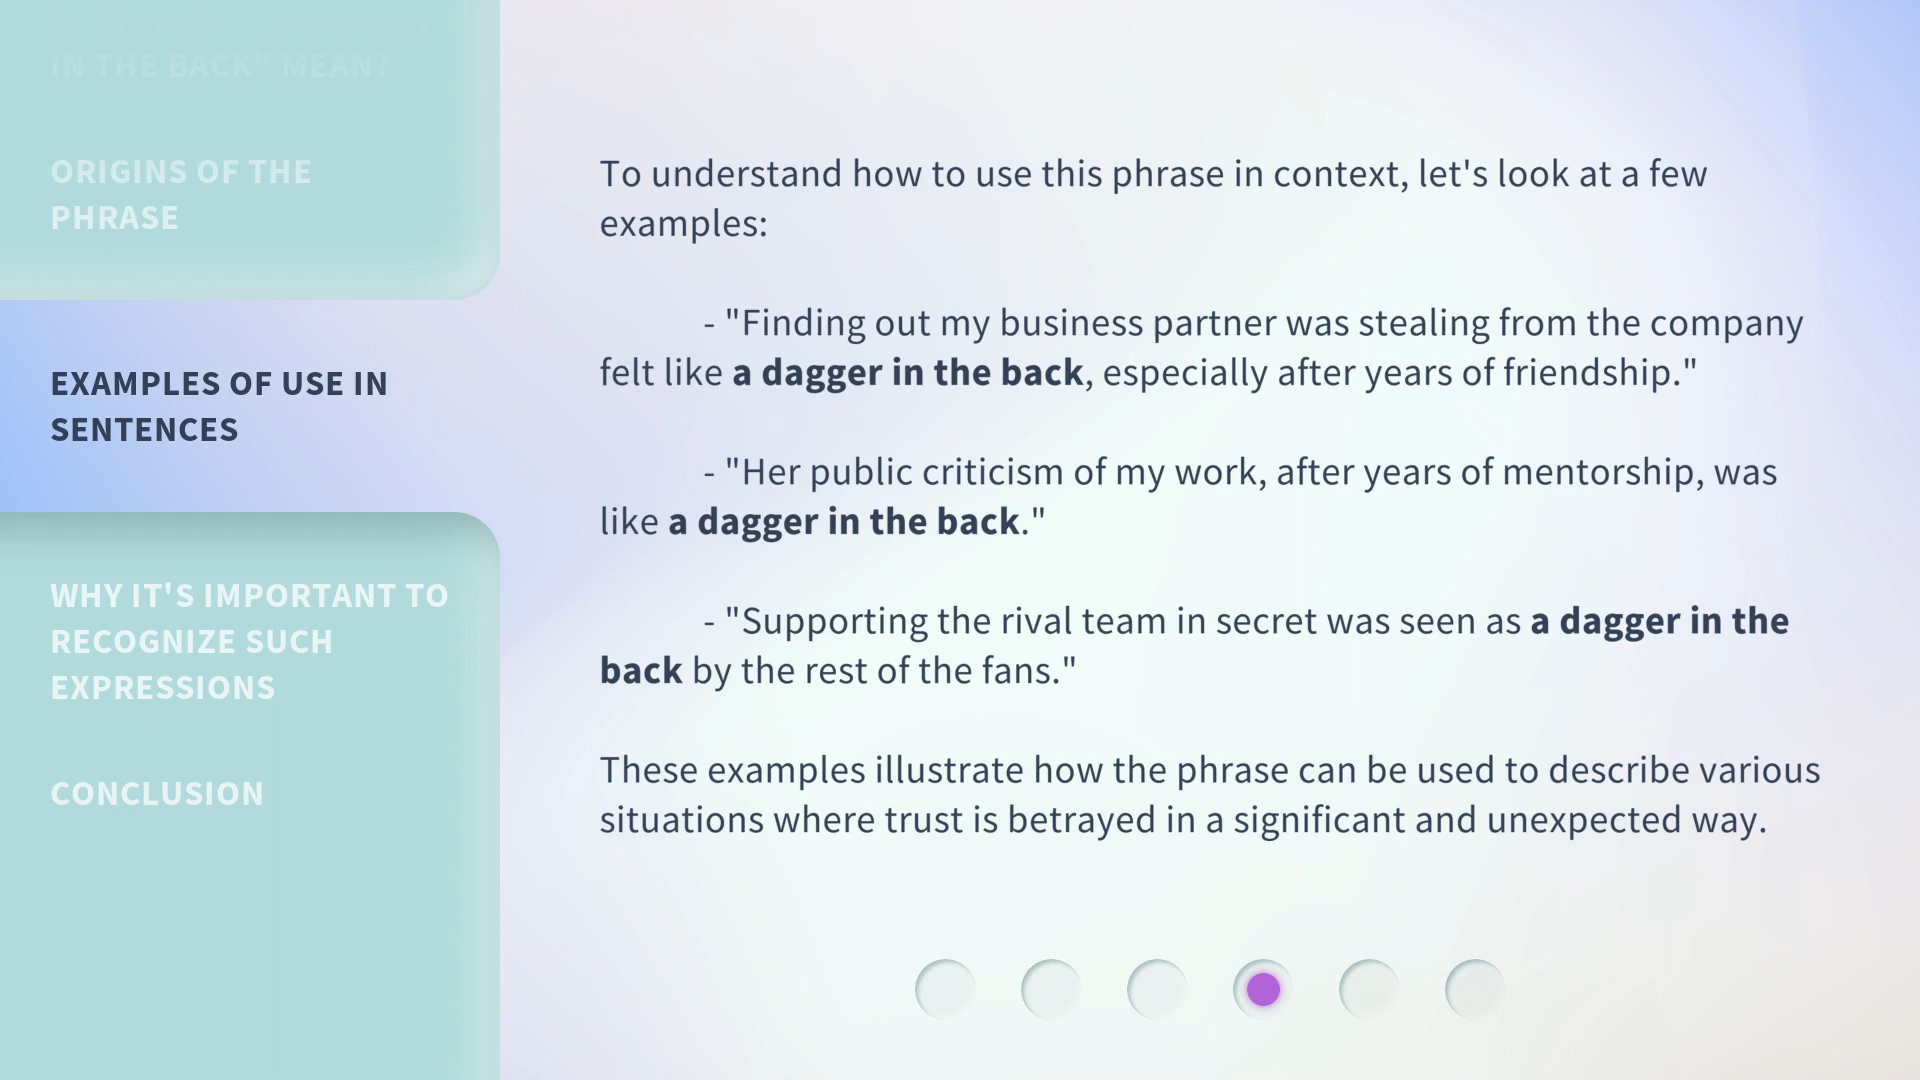 IN THE BACK" MEAN?
ORIGINS OF THE
PHRASE
EXAMPLES OF USE IN
SENTENCES
WHY IT'S IMPORTANT TO
RECOGNIZE SUCH
EXPRESSIONS
CONCLUSION
To understand how to use this phrase in context, let's look at a few
examples:
- "Finding out my business partner was stealing from the company
felt like a dagger in the back, especially after years of friendship."
- "Her public criticism of my work, after years of mentorship, was
like a dagger in the back."
- "Supporting the rival team in secret was seen as a dagger in the
back by the rest of the fans."
These examples illustrate how the phrase can be used to describe various
situations where trust is betrayed in a significant and unexpected way.